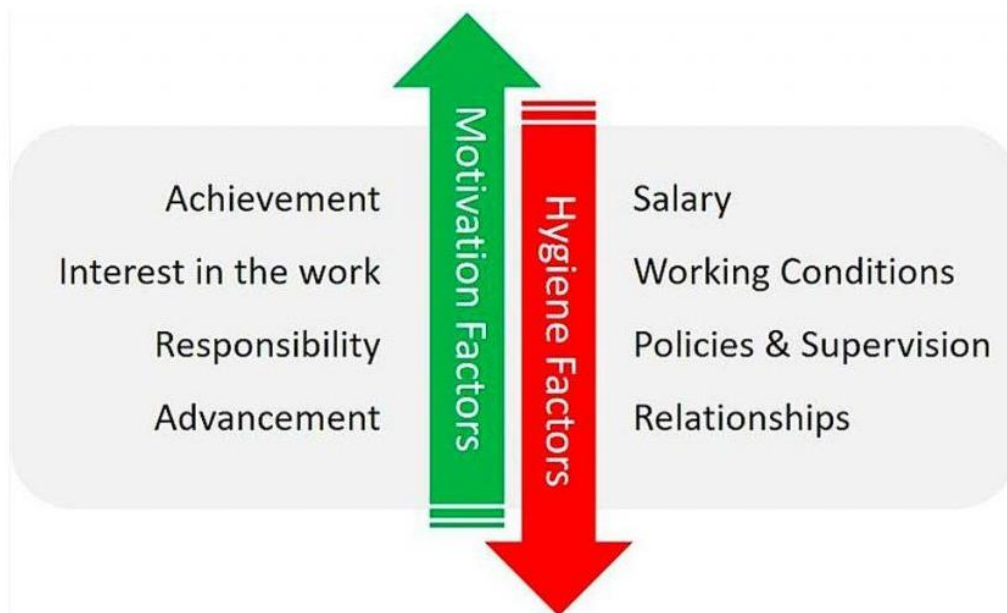 Motivation Factors
Achievement
Interest in the work
Responsibility
Advancement
Hygiene Factors
Salary
Working Conditions
Policies & Supervision
Relationships